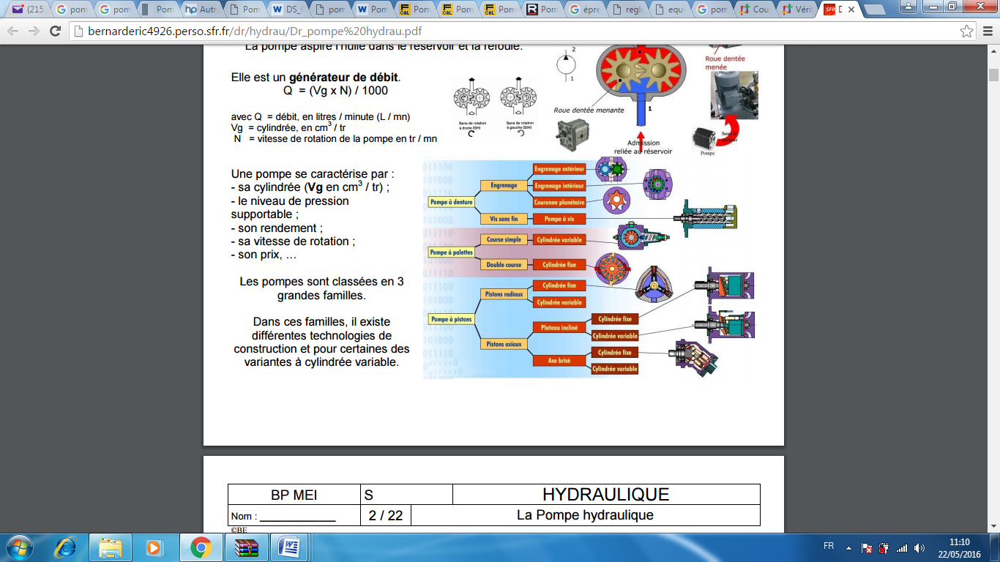 (215
pom
pom
Pom
Autr
Pom
DS_C
pom
Pom
Pom
Pom
Pom
Pom
épre
regle
equi
pom
Cou
Véri
D
bernarderic4926.perso.sfr.fr/dr/hydrau/Dr_pompe%20hydrau.pdf
La pompe aspire l'huile dans le réservoir et la refoule.
Elle est un générateur de débit.
Q = (Vg x N) / 1000
avec Q = débit, en litres / minute (L / mn)
Vg = cylindrée, en cm³ / tr
N = vitesse de rotation de la pompe en tr / mn
Une pompe se caractérise par :
- sa cylindrée (Vg en cm³ / tr) ;
- le niveau de pression
supportable ;
- son rendement ;
- sa vitesse de rotation ;
- son prix, …
Les pompes sont classées en 3
grandes familles.
Dans ces familles, il existe
différentes technologies de
construction et pour certaines des
variantes à cylindrée variable.
Sens de rotation
à droite (SIH)
Sens de rotation
à gauche (SIH)
2
1
Roue dentée menante
1
Admission
reliée au réservoir
Roue dentée
menée
Pompe
Pompe à denture
Engrenage
Engrenage extérieur
Engrenage intérieur
Couronne planétaire
Vis sans fin
Pompe à vis
Pompe à palettes
Course simple
Cylindrée variable
Double course
Cylindrée fixe
Pompe à pistons
Pistons radiaux
Cylindrée fixe
Cylindrée variable
Pistons axiaux
Plateau incliné
Cylindrée fixe
Cylindrée variable
Axe brisé
Cylindrée fixe
Cylindrée variable
BP MEI
S
HYDRAULIQUE
Nom : ___________
2 / 22
La Pompe hydraulique
©BE
FR
11:10
22/05/2016